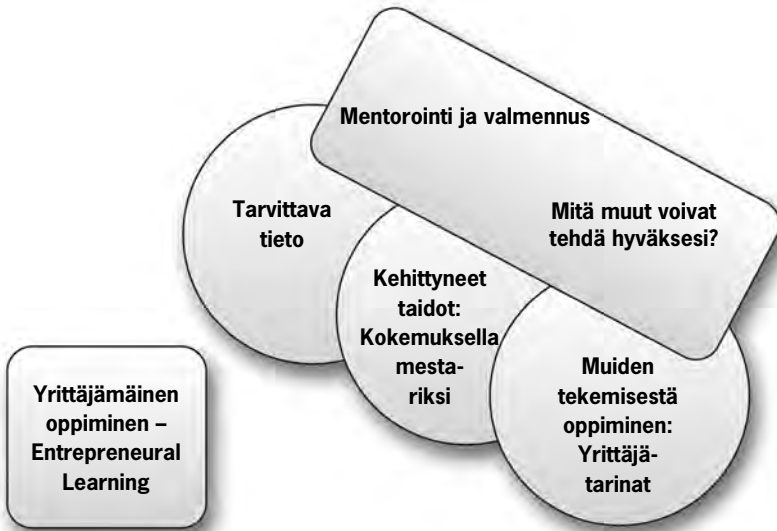 Mentorointi ja valmennus
Mitä muut voivat
tehdä hyväksesi?
Tarvittava
tieto
Kehittyneet
taidot:
Kokemuksella
mesta-
riksi
Muiden
tekemisestä
oppiminen:
Yrittäjä-
tarinat
Yrittäjämäinen
oppiminen –
Entrepreneural
Learning